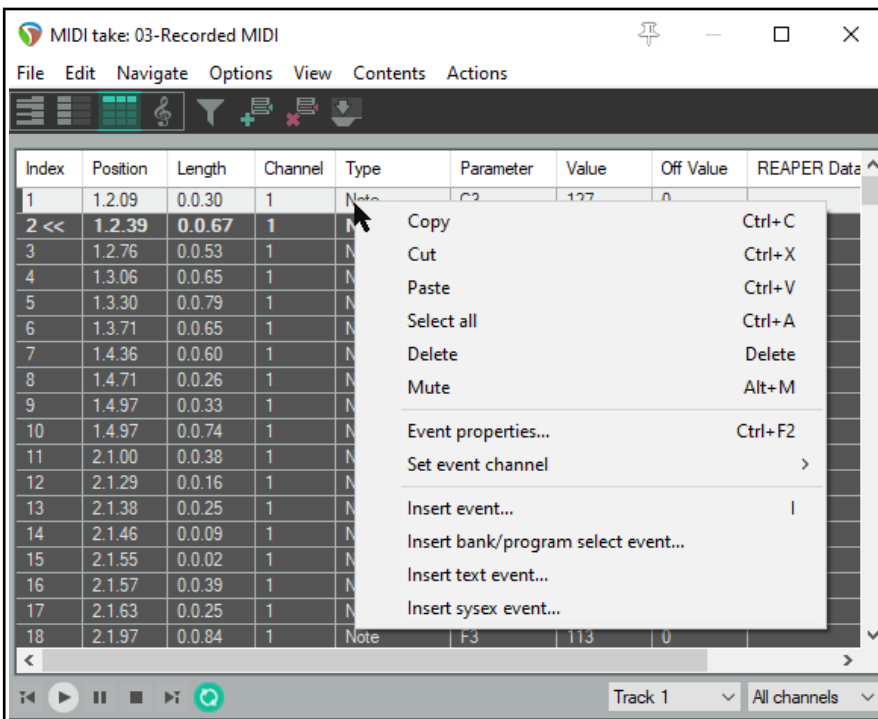 MIDI take: 03-Recorded MIDI
File Edit Navigate Options View Contents Actions
Index Position Length Channel Type Parameter Value Off Value REAPER Data
1 1.2.09 0.0.30 1 Note C3 127 0
2 << 1.2.39 0.0.67 1 N
3 1.2.76 0.0.53 1 N
4 1.3.06 0.0.65 1 N
5 1.3.30 0.0.79 1 N
6 1.3.71 0.0.65 1 N
7 1.4.36 0.0.60 1 N
8 1.4.71 0.0.26 1 N
9 1.4.97 0.0.33 1 N
10 1.4.97 0.0.74 1 N
11 2.1.00 0.0.38 1 N
12 2.1.29 0.0.16 1 N
13 2.1.38 0.0.25 1 N
14 2.1.46 0.0.09 1 N
15 2.1.55 0.0.02 1 N
16 2.1.57 0.0.39 1 N
17 2.1.63 0.0.25 1 N
18 2.1.97 0.0.84 1 Note F3 113 0
Copy Ctrl+C
Cut Ctrl+X
Paste Ctrl+V
Select all Ctrl+A
Delete Delete
Mute Alt+M
Event properties... Ctrl+F2
Set event channel >
Insert event... I
Insert bank/program select event...
Insert text event...
Insert sysex event...
Track 1 All channels